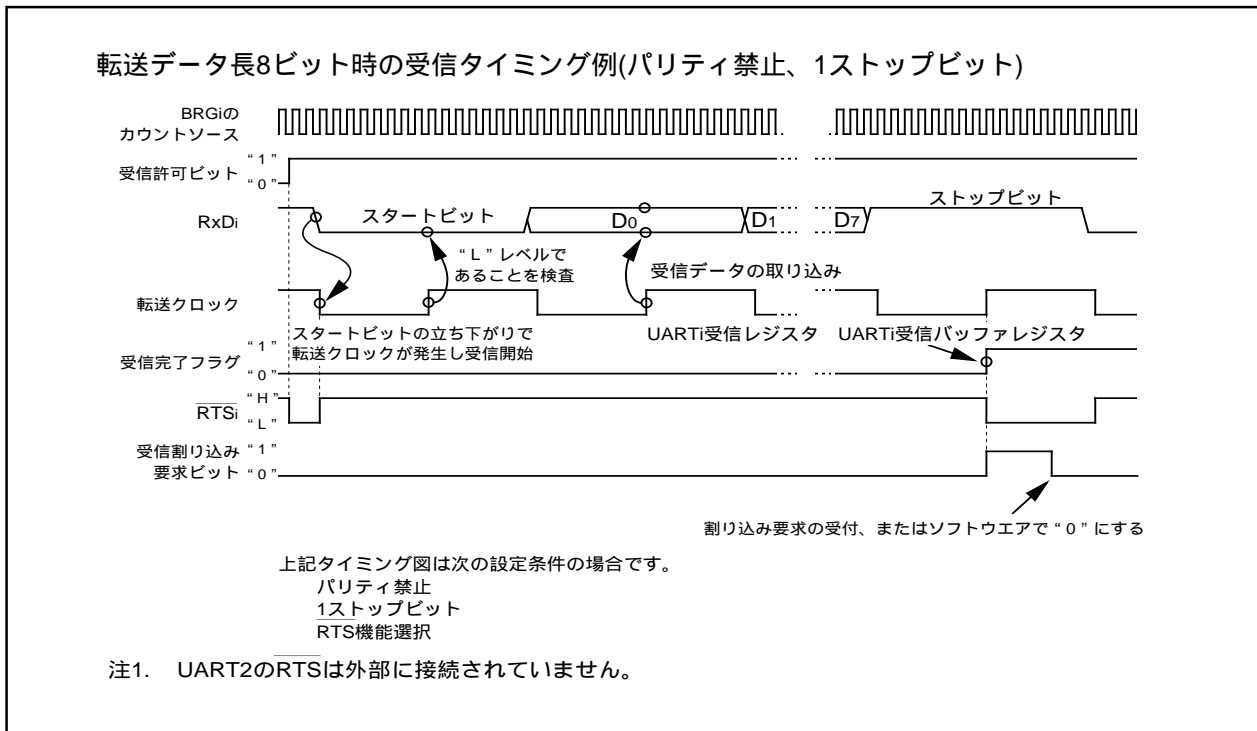 転送データ長8ビット時の受信タイミング例(パリティ禁止、1ストップビット)
BRGiの
カウントソース
受信許可ビット
“1”
“0”
RxDi
スタートビット
D0
D1
D7
ストップビット
“L”レベルで
あることを検査
受信データの取り込み
転送クロック
スタートビットの立ち下がりで
転送クロックが発生し受信開始
UARTi受信レジスタ
UARTi受信バッファレジスタ
受信完了フラグ
“1”
“0”
RTSi
“H”
“L”
受信割り込み
要求ビット
“1”
“0”
割り込み要求の受付、またはソフトウエアで“0”にする
上記タイミング図は次の設定条件の場合です。
パリティ禁止
1ストップビット
RTS機能選択
注1. UART2のRTSは外部に接続されていません。